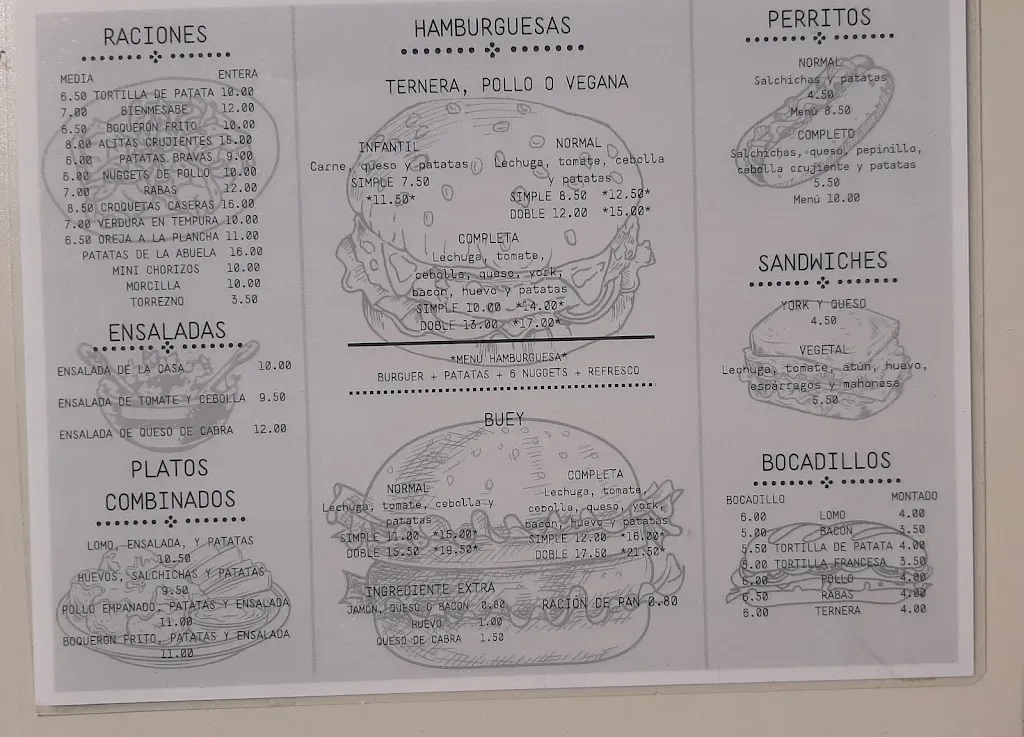 RACIONES
MEDIA ENTERA
6.50 TORTILLA DE PATATA 10.00
7.00 BIENMESABE 12.00
6.50 BOQUERÓN FRITO 10.00
8.00 ALITAS CRUJIENTES 15.00
6.00 PATATAS BRAVAS 9.00
6.00 NUGGETS DE POLLO 10.00
7.00 RABAS 12.00
8.50 CROQUETAS CASERAS 16.00
7.00 VERDURA EN TEMPURA 10.00
6.50 OREJA A LA PLANCHA 11.00
PATATAS DE LA ABUELA 16.00
MINI CHORIZOS 10.00
MORCILLA 10.00
TORREZNO 3.50
ENSALADAS
ENSALADA DE LA CASA 10.00
ENSALADA DE TOMATE Y CEBOLLA 9.50
ENSALADA DE QUESO DE CABRA 12.00
PLATOS
COMBINADOS
LOMO, ENSALADA, Y PATATAS
10.50
HUEVOS, SALCHICHAS Y PATATAS
9.50
POLLO EMPANADO, PATATAS Y ENSALADA
11.00
BOQUERÓN FRITO, PATATAS Y ENSALADA
11.00
HAMBURGUESAS
TERNERA, POLLO O VEGANA
INFANTIL
Carne, queso y patatas
SIMPLE 7.50
*11.50*
NORMAL
Lechuga, tomate, cebolla
y patatas
SIMPLE 8.50 *12.50*
DOBLE 12.00 *15.00*
COMPLETA
Lechuga, tomate,
cebolla, queso, york,
bacón, huevo y patatas
SIMPLE 10.00 *14.00*
DOBLE 13.00 *17.00*
*MENÚ HAMBURGUESA*
BURGUER + PATATAS + 6 NUGGETS + REFRESCO
BUEY
NORMAL
Lechuga, tomate, cebolla y
patatas
SIMPLE 11.00 *15.00*
DOBLE 15.50 *19.50*
COMPLETA
Lechuga, tomate,
cebolla, queso, york,
bacón, huevo y patatas
SIMPLE 12.00 *16.00*
DOBLE 17.50 *21.50*
INGREDIENTE EXTRA
JAMÓN, QUESO O BACON 0.80
HUEVO 1.00
QUESO DE CABRA 1.50
RACIÓN DE PAN 0.80
PERRITOS
NORMAL
Salchichas y patatas
4.50
Menú 8.50
COMPLETO
Salchichas, queso, pepinillo,
cebolla crujiente y patatas
5.50
Menú 10.00
SANDWICHES
YORK Y QUESO
4.50
VEGETAL
Lechuga, tomate, atún, huevo,
espárragos y mahonesa
5.50
BOCADILLOS
BOCADILLO MONTADO
6.00 LOMO 4.00
5.00 BACÓN 3.50
5.50 TORTILLA DE PATATA 4.00
5.00 TORTILLA FRANCESA 3.50
6.00 POLLO 4.00
6.50 RABAS 4.00
6.00 TERNERA 4.00